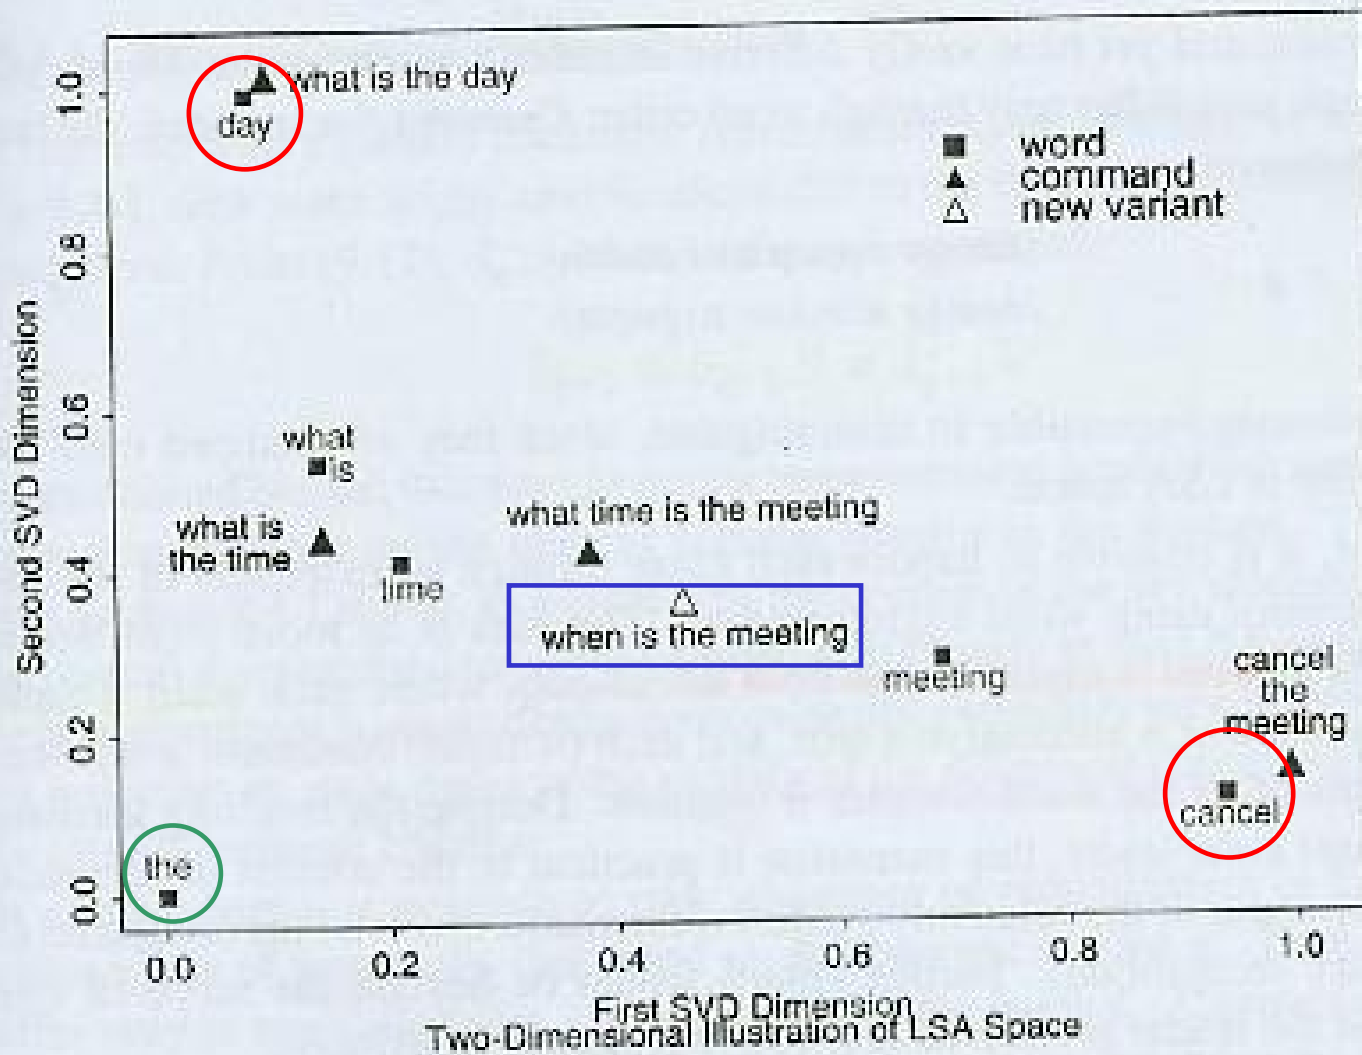 1.0
0.8
0.6
0.4
0.2
0.0
Second SVD Dimension
what is the day
day
word
command
new variant
what
is
what is
the time
time
what time is the meeting
when is the meeting
meeting
cancel
the
meeting
cancel
the
0.0
0.2
0.4
0.6
0.8
1.0
First SVD Dimension
Two-Dimensional Illustration of LSA Space